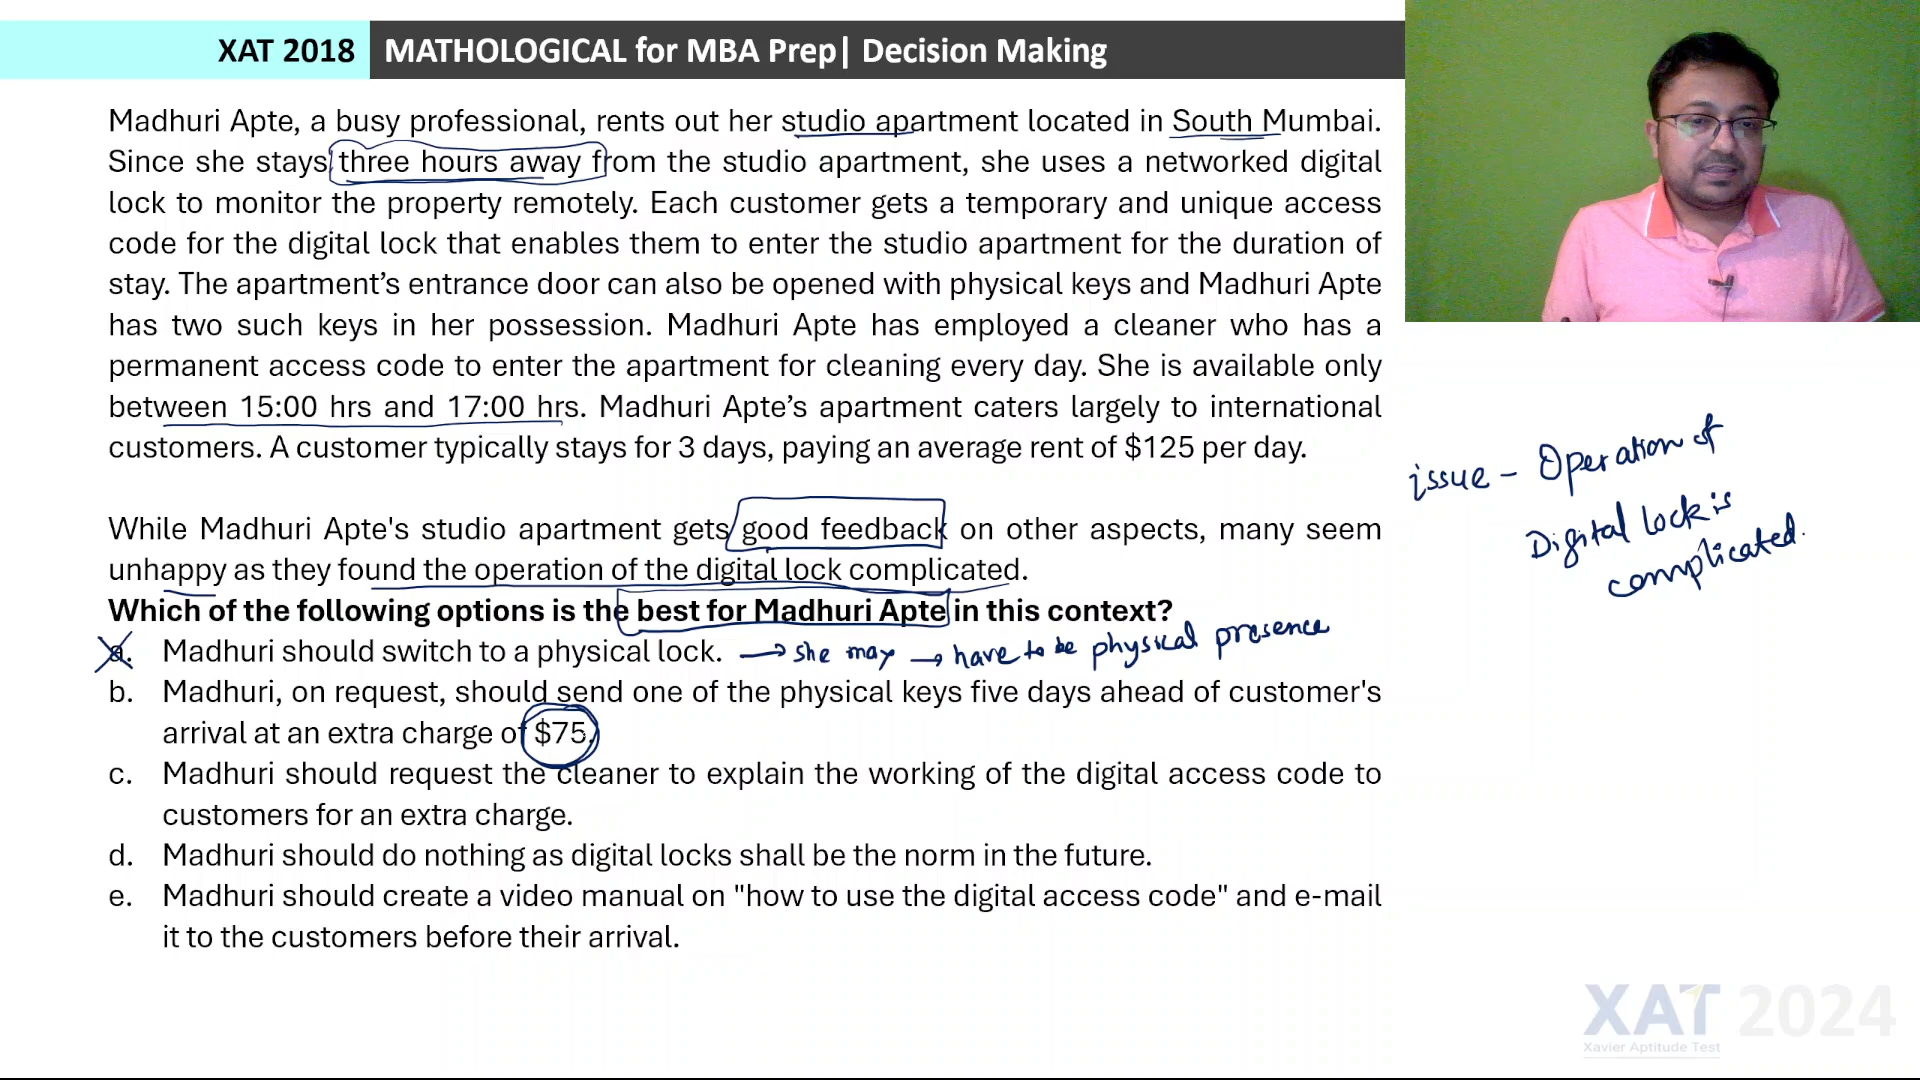 XAT 2018 MATHOLOGICAL for MBA Prep| Decision Making
Madhuri Apte, a busy professional, rents out her studio apartment located in South Mumbai.
Since she stays three hours away from the studio apartment, she uses a networked digital
lock to monitor the property remotely. Each customer gets a temporary and unique access
code for the digital lock that enables them to enter the studio apartment for the duration of
stay. The apartment’s entrance door can also be opened with physical keys and Madhuri Apte
has two such keys in her possession. Madhuri Apte has employed a cleaner who has a
permanent access code to enter the apartment for cleaning every day. She is available only
between 15:00 hrs and 17:00 hrs. Madhuri Apte’s apartment caters largely to international
customers. A customer typically stays for 3 days, paying an average rent of $125 per day.
While Madhuri Apte's studio apartment gets good feedback on other aspects, many seem
unhappy as they found the operation of the digital lock complicated.
Which of the following options is the best for Madhuri Apte in this context?
a. Madhuri should switch to a physical lock. → she may → have to be physical presence
b. Madhuri, on request, should send one of the physical keys five days ahead of customer's
arrival at an extra charge of $75.
c. Madhuri should request the cleaner to explain the working of the digital access code to
customers for an extra charge.
d. Madhuri should do nothing as digital locks shall be the norm in the future.
e. Madhuri should create a video manual on "how to use the digital access code" and e-mail
it to the customers before their arrival.
issue - Operation of
Digital lock is
complicated.
XAT 2024
Xavier Aptitude Test